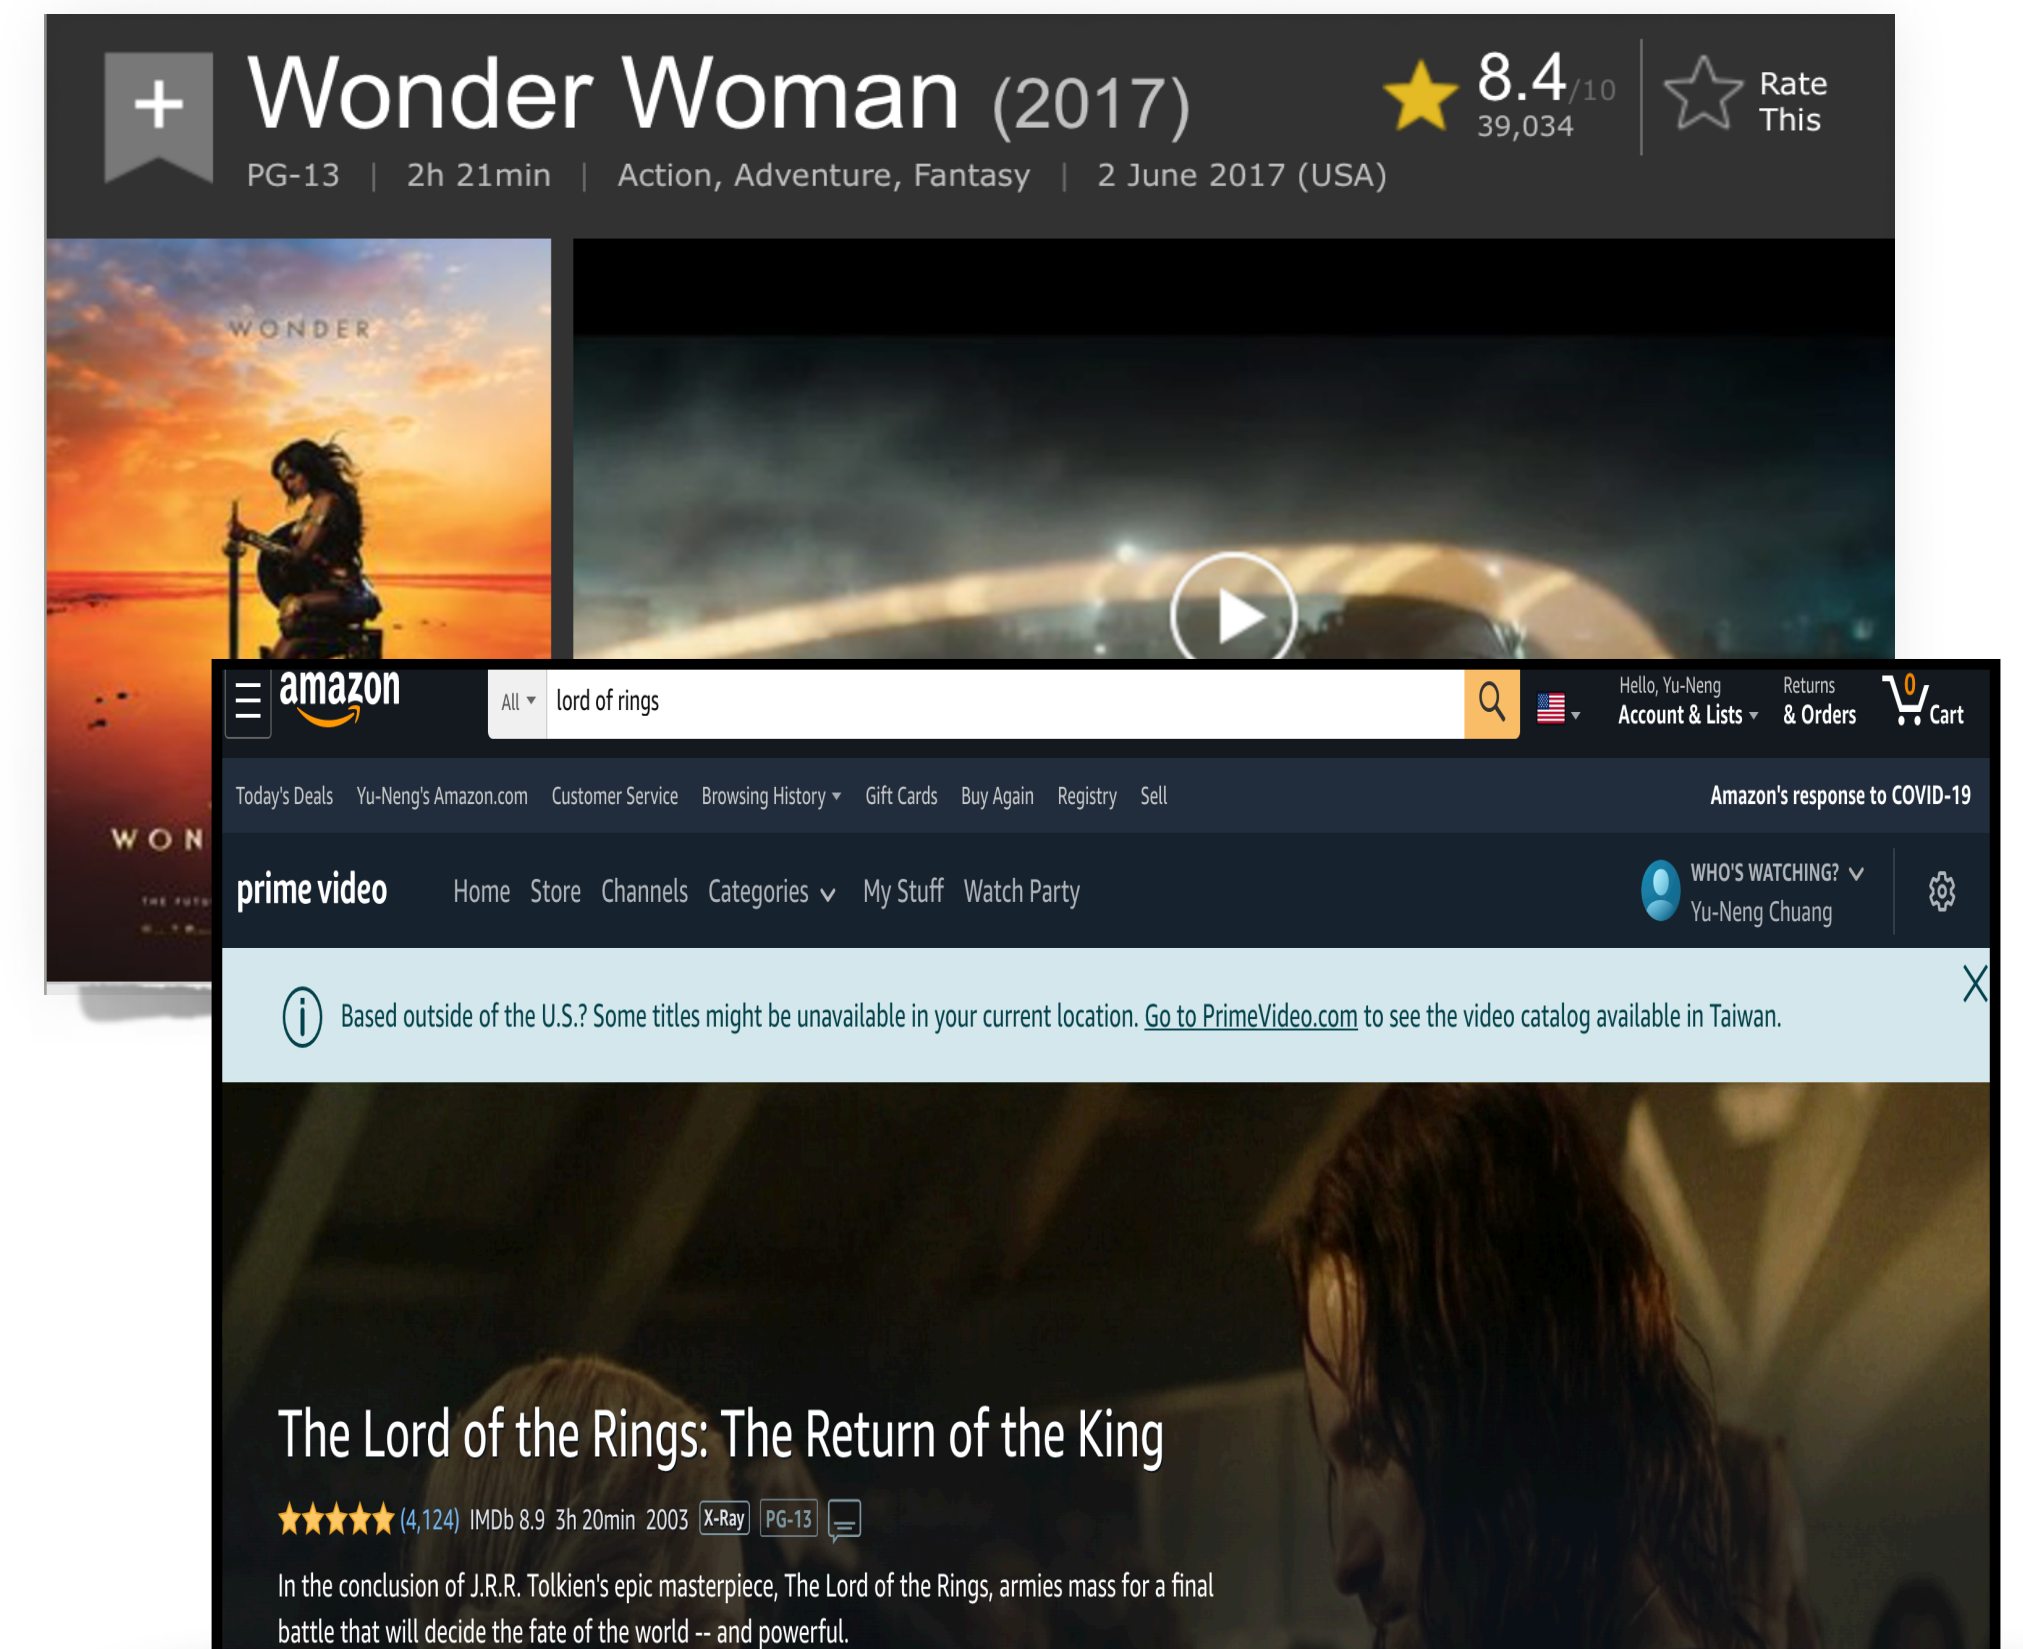 Wonder Woman (2017)
8.4/10
39,034
Rate
This
PG-13 | 2h 21min | Action, Adventure, Fantasy | 2 June 2017 (USA)
WONDER
WON
amazon
All
lord of rings
Hello, Yu-Neng
Account & Lists
Returns
& Orders
0
Cart
Today's Deals Yu-Neng's Amazon.com Customer Service Browsing History Gift Cards Buy Again Registry Sell
Amazon's response to COVID-19
prime video
Home Store Channels Categories My Stuff Watch Party
WHO'S WATCHING?
Yu-Neng Chuang
Based outside of the U.S.? Some titles might be unavailable in your current location. Go to PrimeVideo.com to see the video catalog available in Taiwan.
The Lord of the Rings: The Return of the King
(4,124) IMDb 8.9 3h 20min 2003 X-Ray PG-13
In the conclusion of J.R.R. Tolkien's epic masterpiece, The Lord of the Rings, armies mass for a final
battle that will decide the fate of the world -- and powerful.